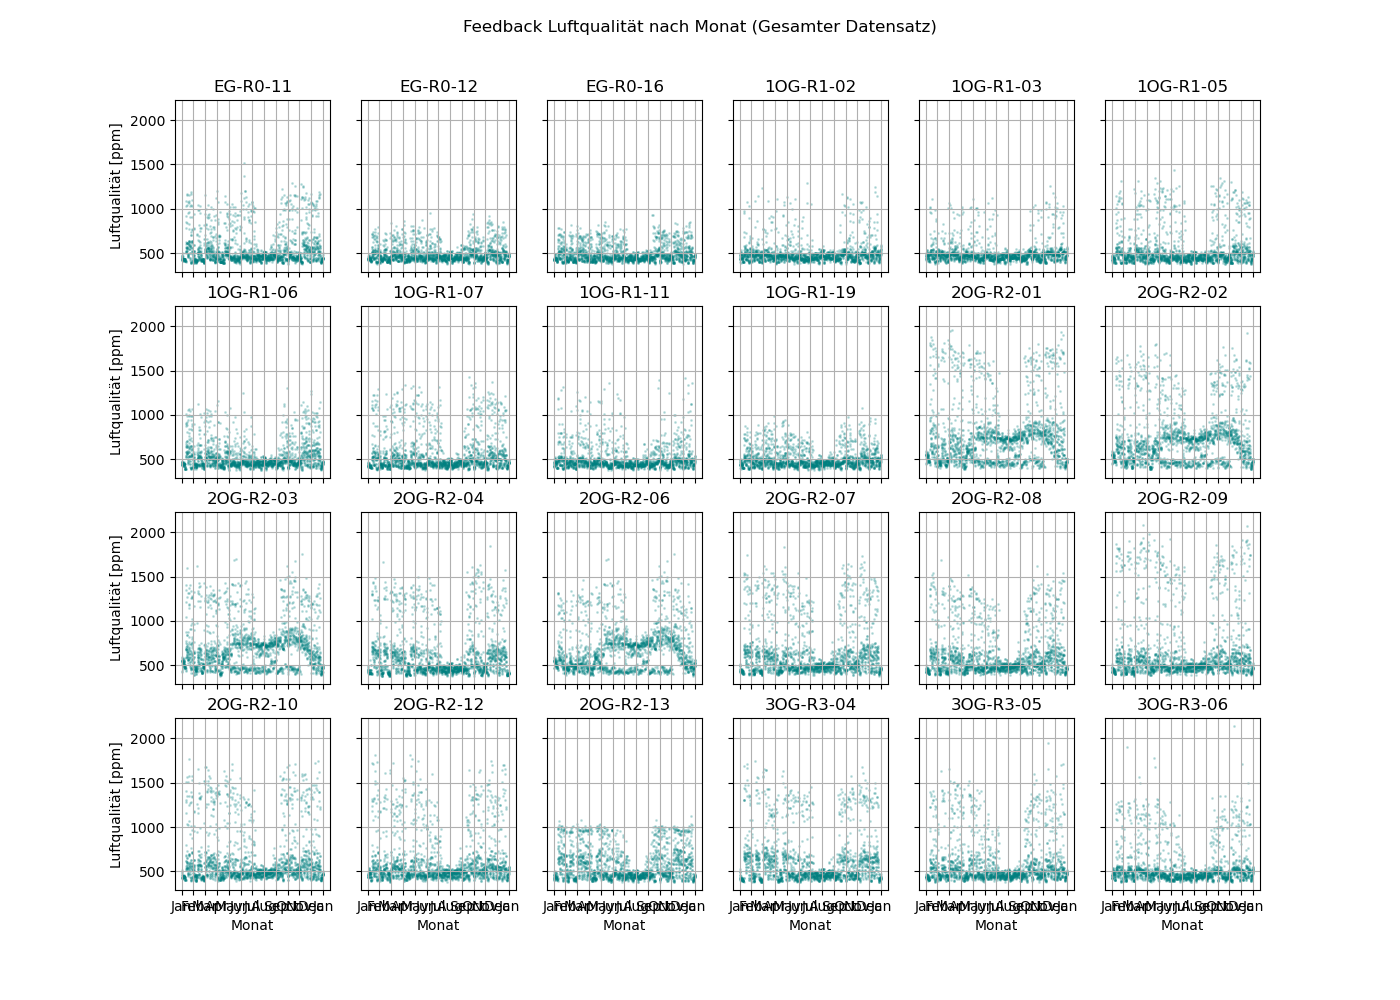 Feedback Luftqualität nach Monat (Gesamter Datensatz)
EG-R0-11 EG-R0-12 EG-R0-16 1OG-R1-02 1OG-R1-03 1OG-R1-05
2000
1500
1000
500
Luftqualität [ppm]
1OG-R1-06 1OG-R1-07 1OG-R1-11 1OG-R1-19 2OG-R2-01 2OG-R2-02
2000
1500
1000
500
Luftqualität [ppm]
2OG-R2-03 2OG-R2-04 2OG-R2-06 2OG-R2-07 2OG-R2-08 2OG-R2-09
2000
1500
1000
500
Luftqualität [ppm]
2OG-R2-10 2OG-R2-12 2OG-R2-13 3OG-R3-04 3OG-R3-05 3OG-R3-06
2000
1500
1000
500
Luftqualität [ppm]
Monat Monat Monat Monat Monat Monat